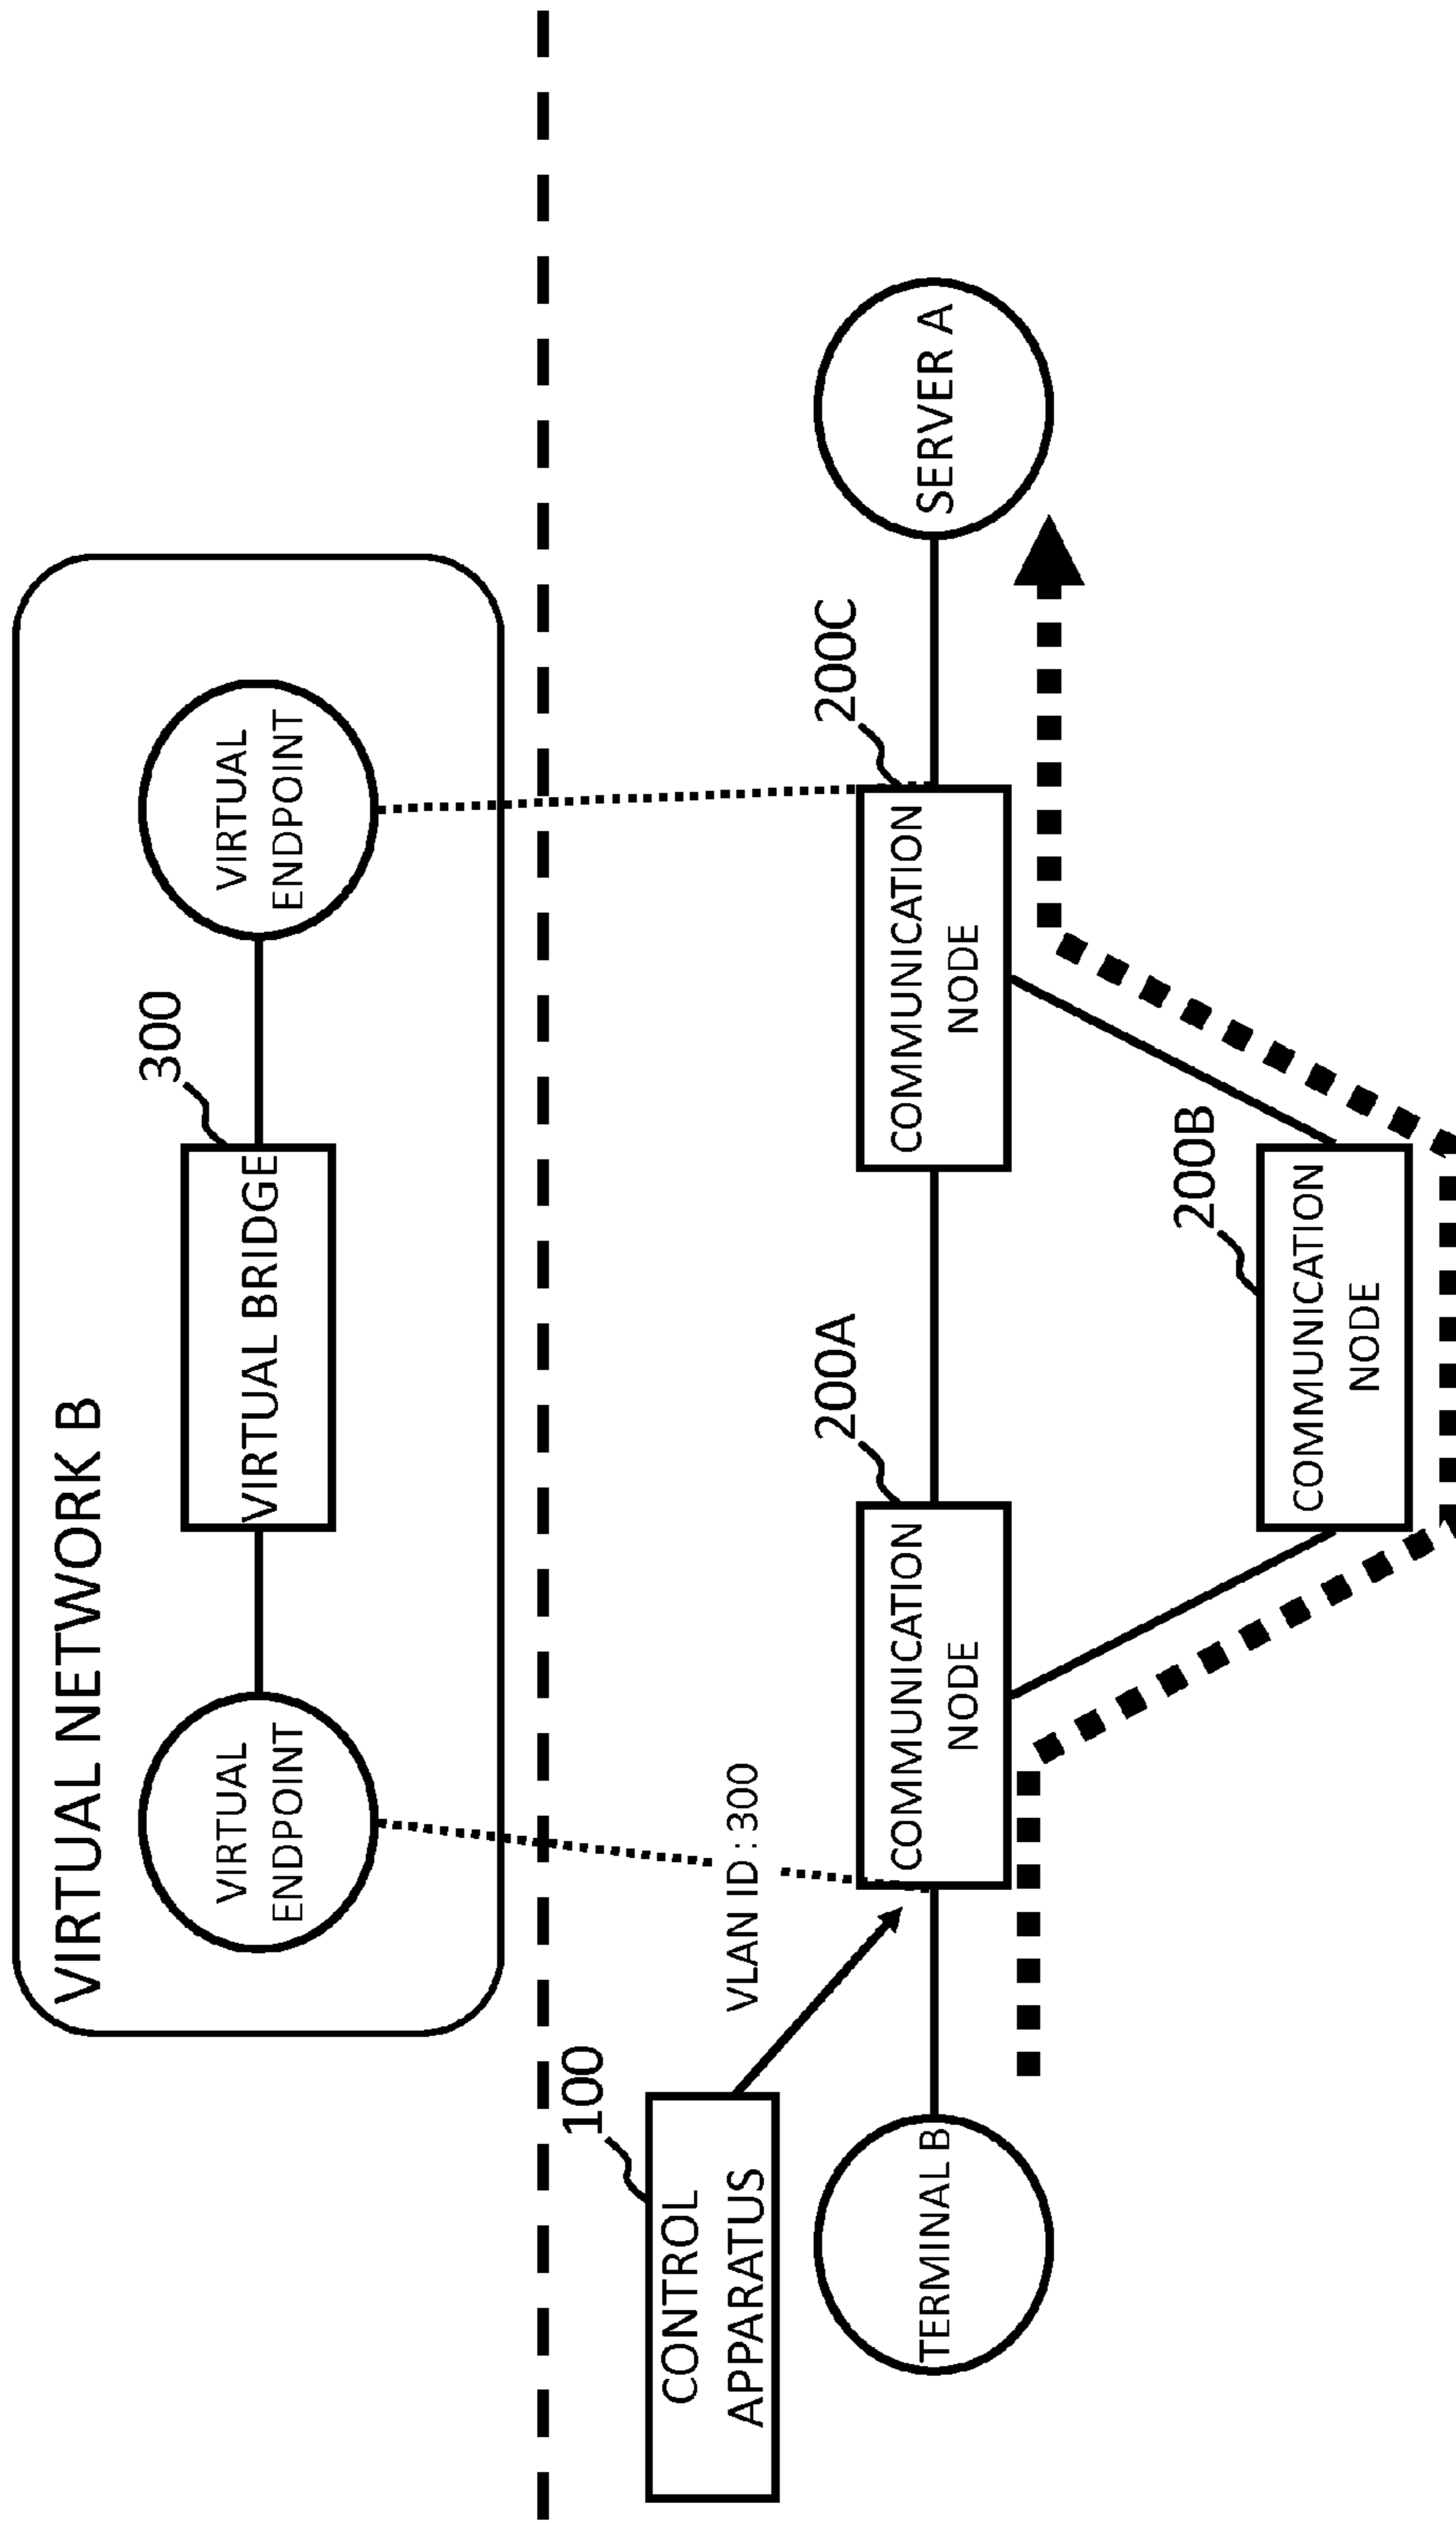 VIRTUAL NETWORK B
VIRTUAL
ENDPOINT
VIRTUAL BRIDGE
300
VIRTUAL
ENDPOINT
100
CONTROL
APPARATUS
VLAN ID : 300
TERMINAL B
200A
COMMUNICATION
NODE
200C
COMMUNICATION
NODE
SERVER A
200B
COMMUNICATION
NODE